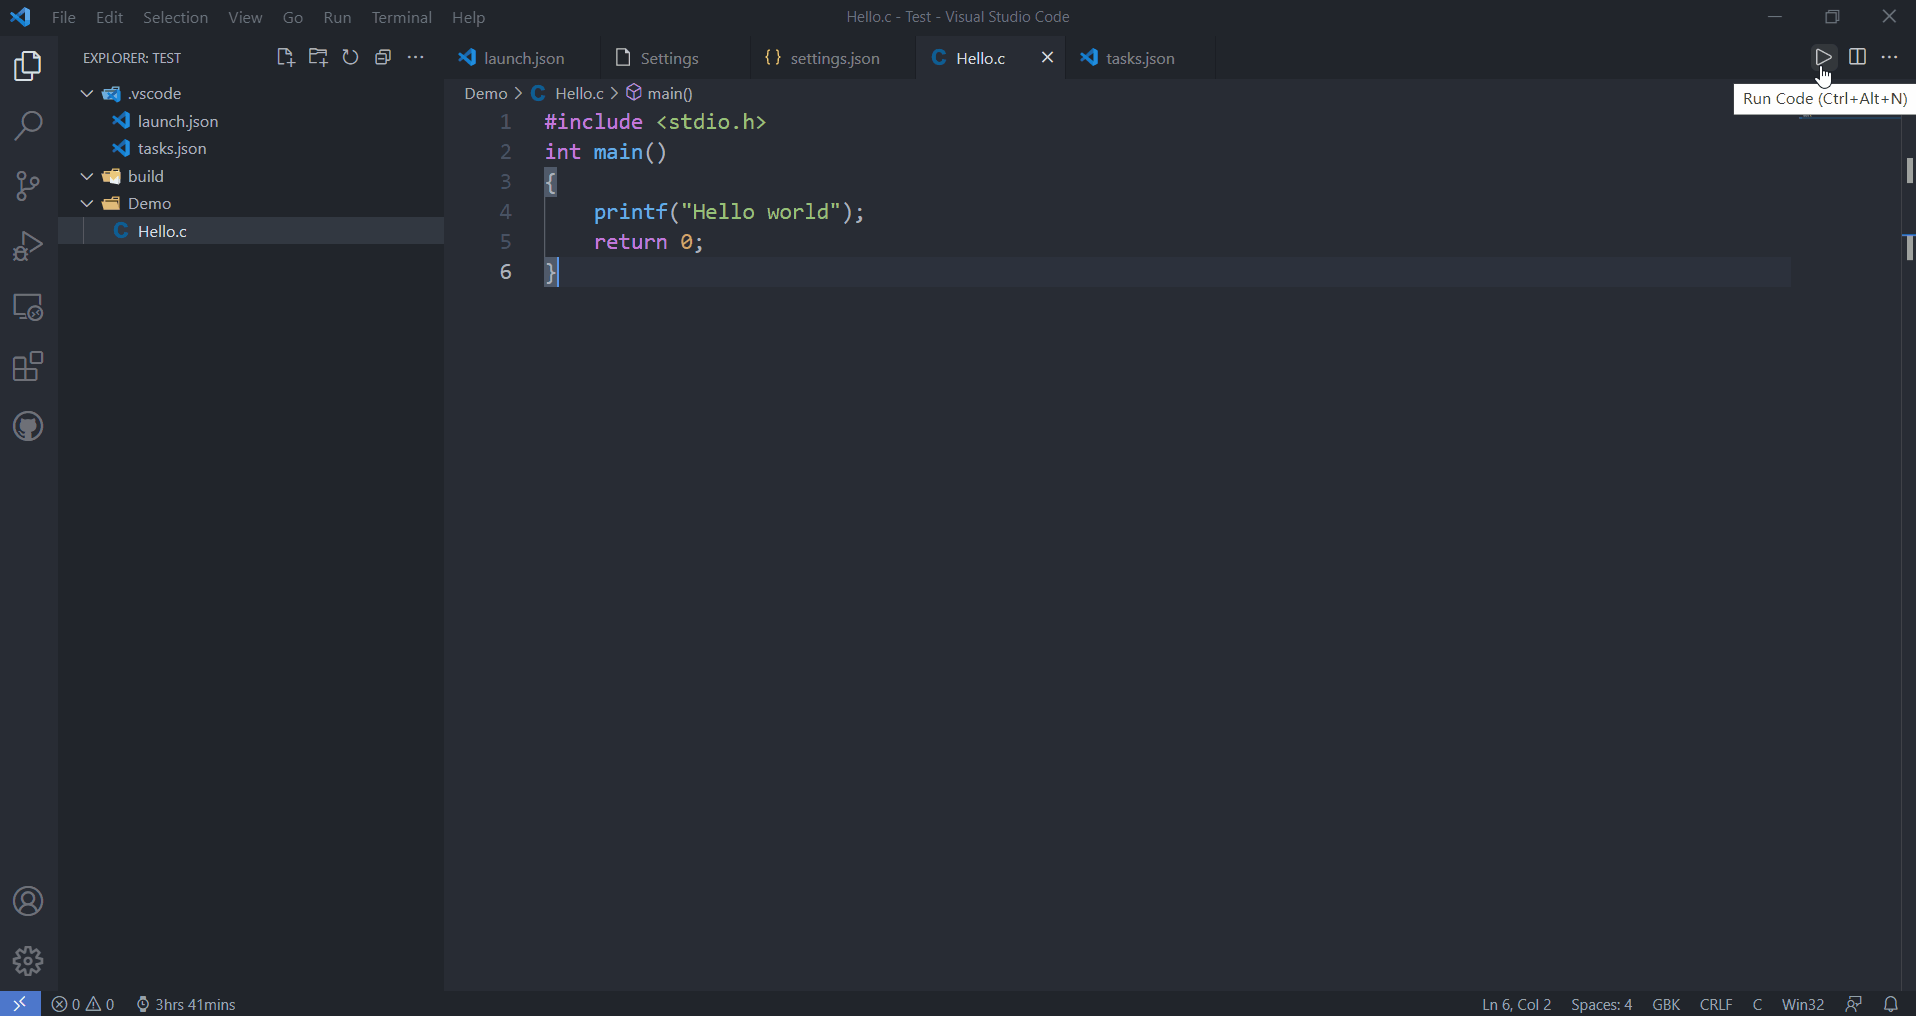 File Edit Selection View Go Run Terminal Help
Hello.c - Test - Visual Studio Code
EXPLORER: TEST
launch.json Settings {} settings.json C Hello.c tasks.json
Run Code (Ctrl+Alt+N)
.vscode
launch.json
tasks.json
build
Demo
C Hello.c
Demo > C Hello.c > main()
1 #include <stdio.h>
2 int main()
3 {
4 printf("Hello world");
5 return 0;
6 }
0 0 3hrs 41mins
Ln 6, Col 2 Spaces: 4 GBK CRLF C Win32